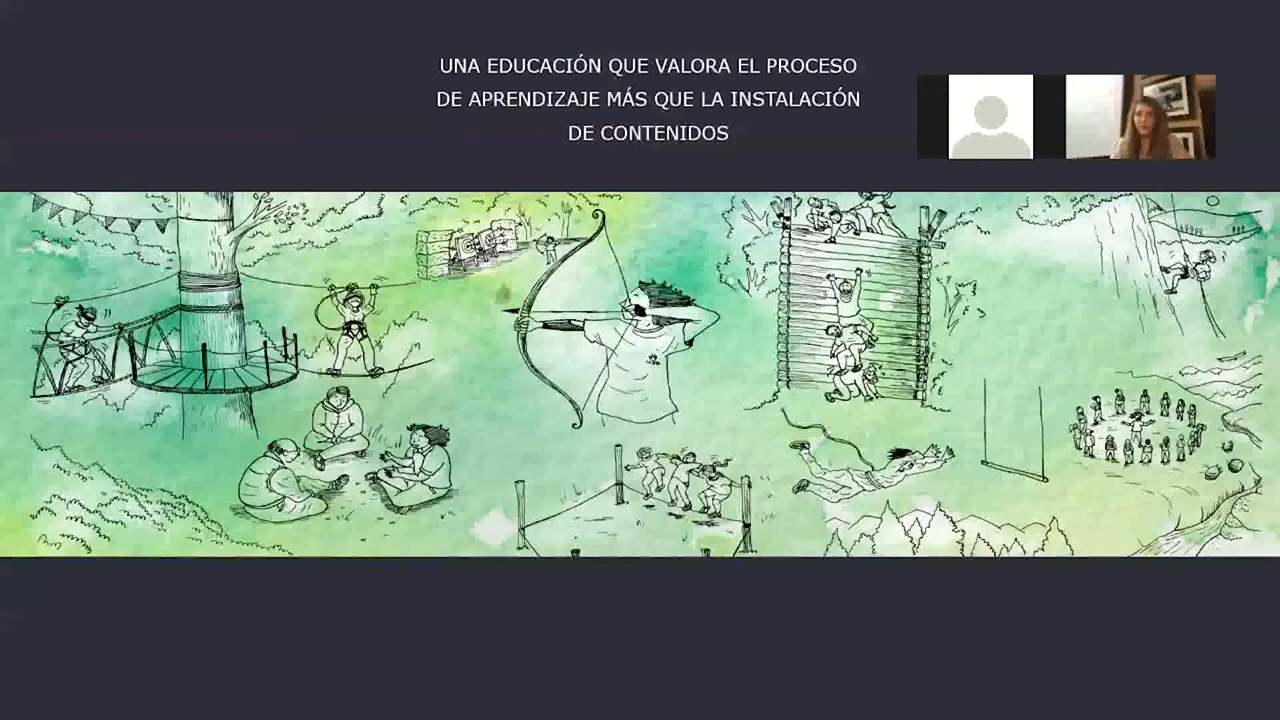 UNA EDUCACIÓN QUE VALORA EL PROCESO
DE APRENDIZAJE MÁS QUE LA INSTALACIÓN
DE CONTENIDOS